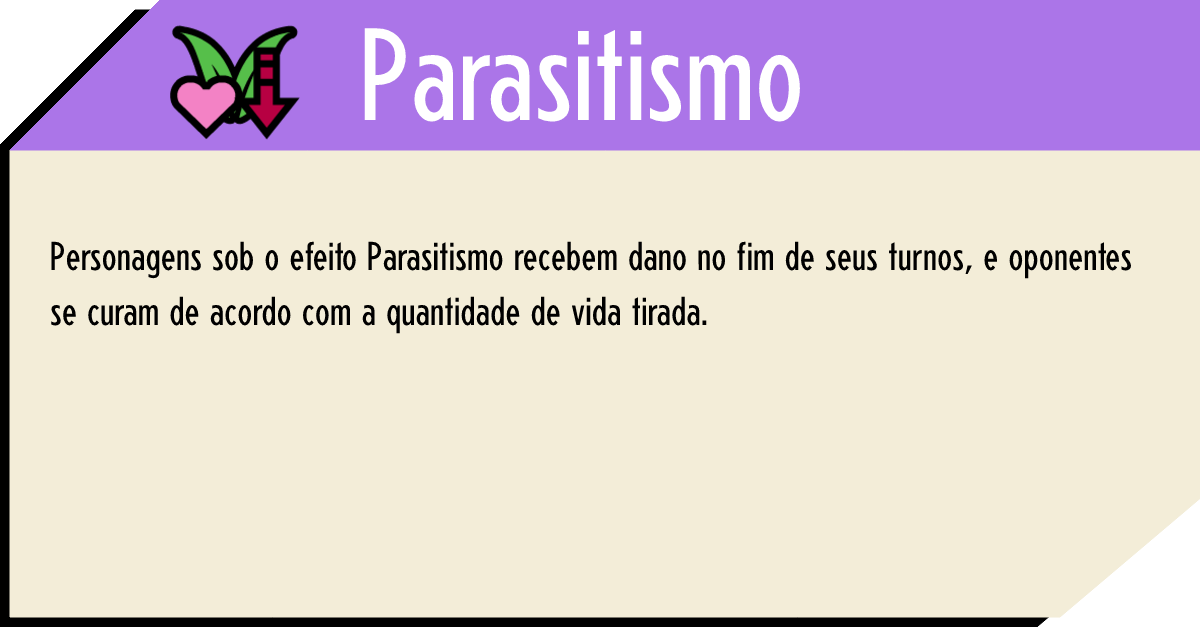 Parasitismo
Personagens sob o efeito Parasitismo recebem dano no fim de seus turnos, e oponentes
se curam de acordo com a quantidade de vida tirada.